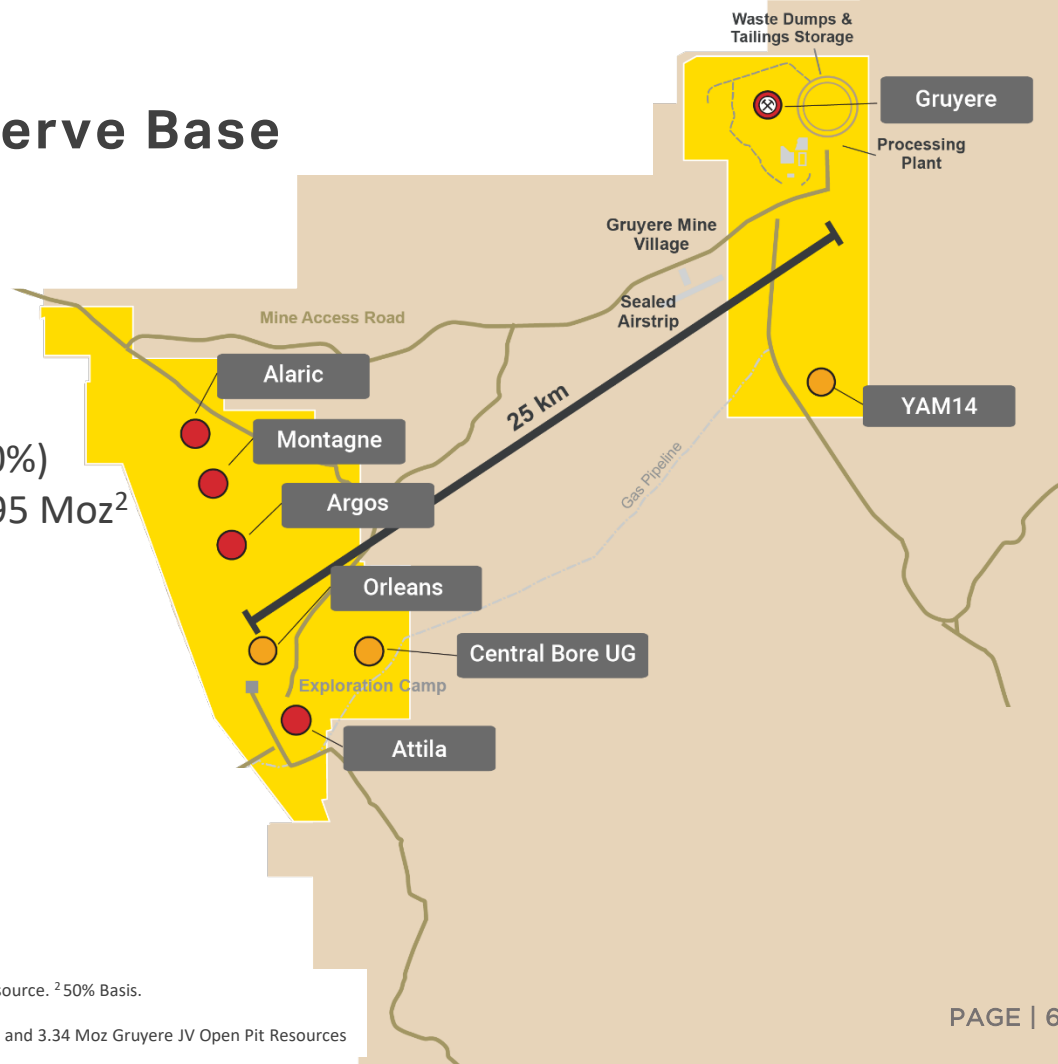 Waste Dumps &
Tailings Storage
Gruyere
erve Base
Processing
Plant
Gruyere Mine
Village
Sealed
Airstrip
Mine Access Road
Alaric
25 km
YAM14
Montagne
0%)
Gas Pipeline
Argos
95 Moz²
Orleans
Central Bore UG
Exploration Camp
Attila
source. ² 50% Basis.
PAGE | 6
and 3.34 Moz Gruyere JV Open Pit Resources